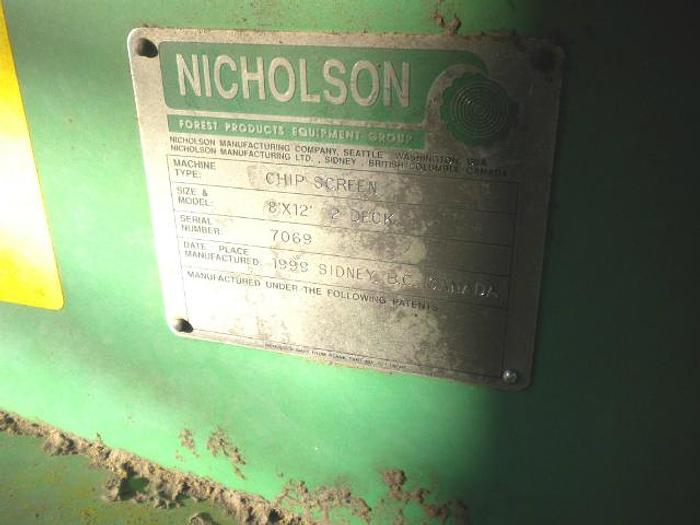 NICHOLSON
FOREST PRODUCTS EQUIPMENT GROUP
NICHOLSON MANUFACTURING COMPANY, SEATTLE, WASHINGTON, USA
NICHOLSON MANUFACTURING LTD., SIDNEY, BRITISH COLUMBIA, CANADA
MACHINE TYPE: CHIP SCREEN
SIZE & MODEL: 8'X12' 2 DECK
SERIAL NUMBER: 7069
DATE PLACE MANUFACTURED: 1999 SIDNEY, B.C. CANADA
MANUFACTURED UNDER THE FOLLOWING PATENTS